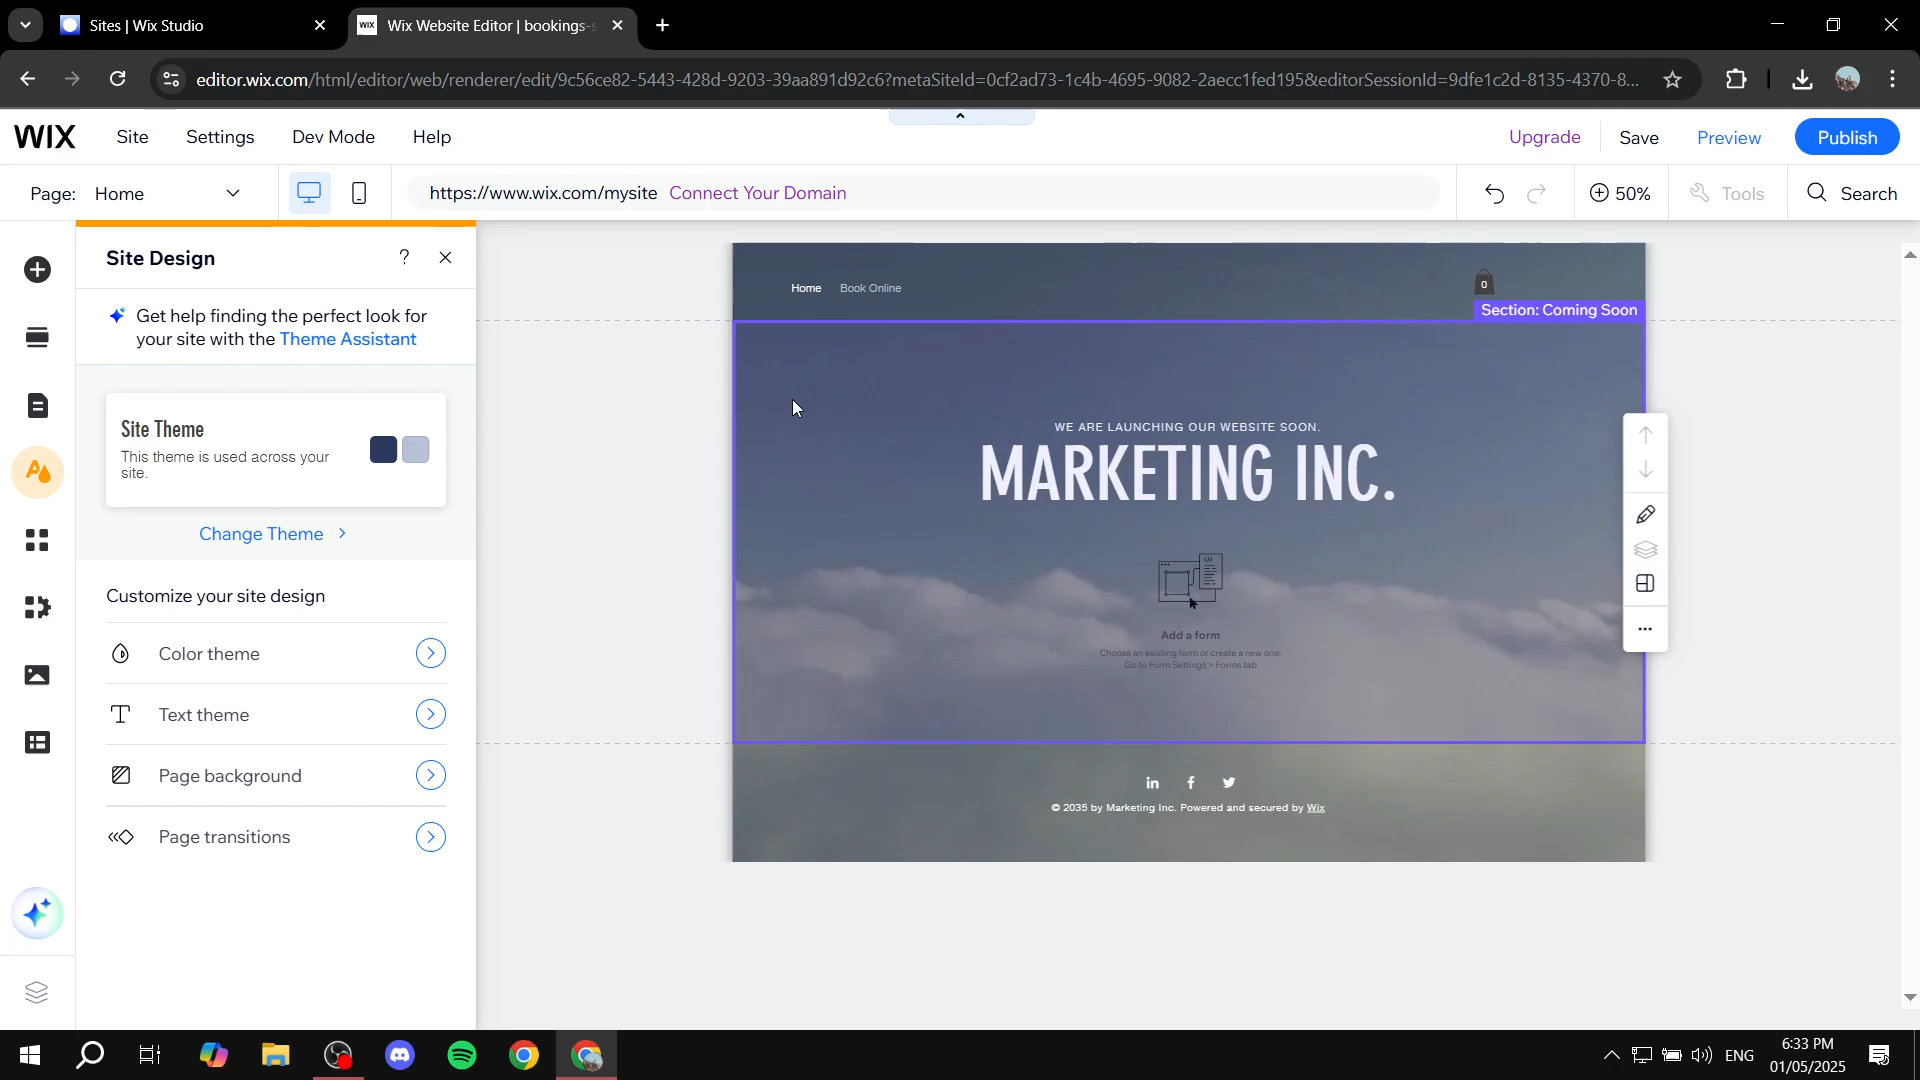 Sites | Wix Studio
WIX Wix Website Editor | bookings-s
editor.wix.com/html/editor/web/renderer/edit/9c56ce82-5443-428d-9203-39aa891d92c6?metaSiteId=0cf2ad73-1c4b-4695-9082-2aecc1fed195&editorSessionId=9dfe1c2d-8135-4370-8...
WIX Site Settings Dev Mode Help Upgrade Save Preview Publish
Page: Home https://www.wix.com/mysite Connect Your Domain 50% Tools Search
Site Design ?
Get help finding the perfect look for
your site with the Theme Assistant
Site Theme
This theme is used across your
site.
Change Theme
Customize your site design
Color theme
Text theme
Page background
Page transitions
Home Book Online
0
Section: Coming Soon
WE ARE LAUNCHING OUR WEBSITE SOON.
MARKETING INC.
Add a form
Choose an existing form or create a new one.
Go to Form Settings > Forms tab
© 2035 by Marketing Inc. Powered and secured by Wix
ENG
6:33 PM
01/05/2025